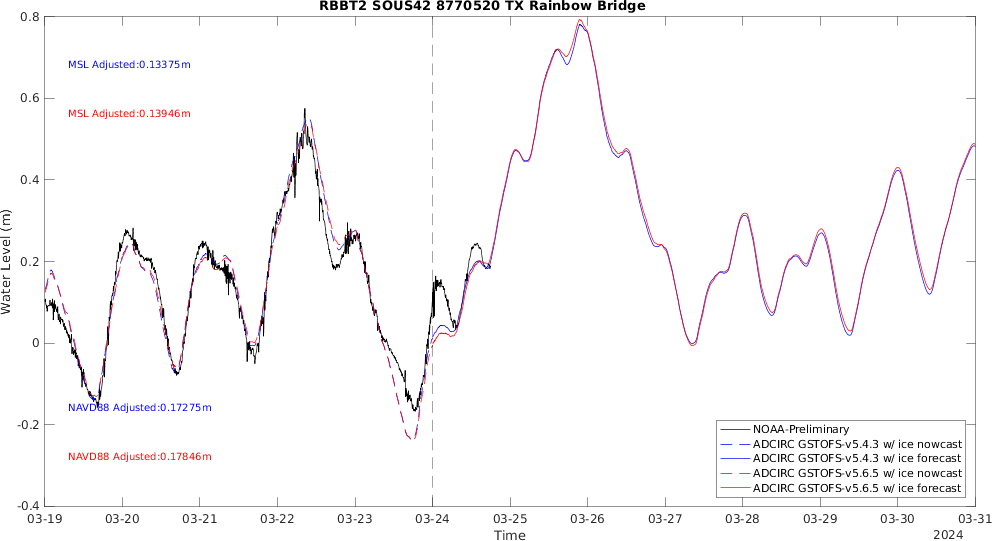 RBBT2 SOUS42 8770520 TX Rainbow Bridge
0.8
0.6
0.4
0.2
0
-0.2
-0.4
Water Level (m)
MSL Adjusted:0.13375m
MSL Adjusted:0.13946m
NAVD88 Adjusted:0.17275m
NAVD88 Adjusted:0.17846m
NOAA-Preliminary
ADCIRC GSTOFS-v5.4.3 w/ ice nowcast
ADCIRC GSTOFS-v5.4.3 w/ ice forecast
ADCIRC GSTOFS-v5.6.5 w/ ice nowcast
ADCIRC GSTOFS-v5.6.5 w/ ice forecast
03-19 03-20 03-21 03-22 03-23 03-24 03-25 03-26 03-27 03-28 03-29 03-30 03-31
Time
2024